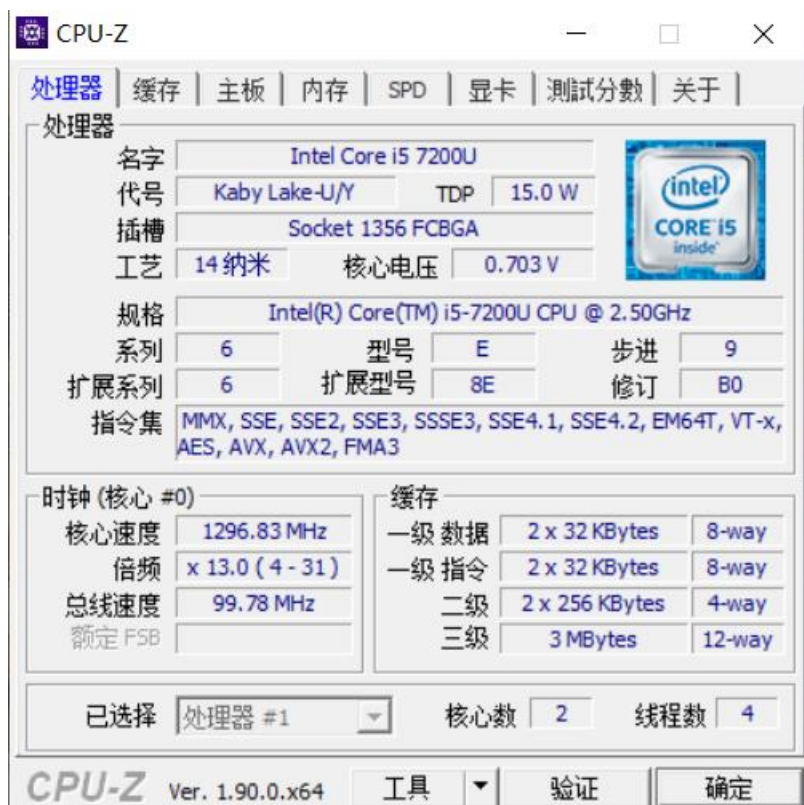 CPU-Z
处理器 缓存 主板 内存 SPD 显卡 测試分數 关于
处理器
名字 Intel Core i5 7200U
代号 Kaby Lake-U/Y TDP 15.0 W
插槽 Socket 1356 FCBGA
工艺 14 纳米 核心电压 0.703 V
intel CORE i5 inside
规格 Intel(R) Core(TM) i5-7200U CPU @ 2.50GHz
系列 6 型号 E 步进 9
扩展系列 6 扩展型号 8E 修订 B0
指令集 MMX, SSE, SSE2, SSE3, SSSE3, SSE4.1, SSE4.2, EM64T, VT-x,
AES, AVX, AVX2, FMA3
时钟 (核心 #0) 缓存
核心速度 1296.83 MHz 一级 数据 2 x 32 KBytes 8-way
倍频 x 13.0 ( 4 - 31 ) 一级 指令 2 x 32 KBytes 8-way
总线速度 99.78 MHz 二级 2 x 256 KBytes 4-way
额定 FSB 三级 3 MBytes 12-way
已选择 处理器 #1 核心数 2 线程数 4
CPU-Z Ver. 1.90.0.x64 工具 验证 确定